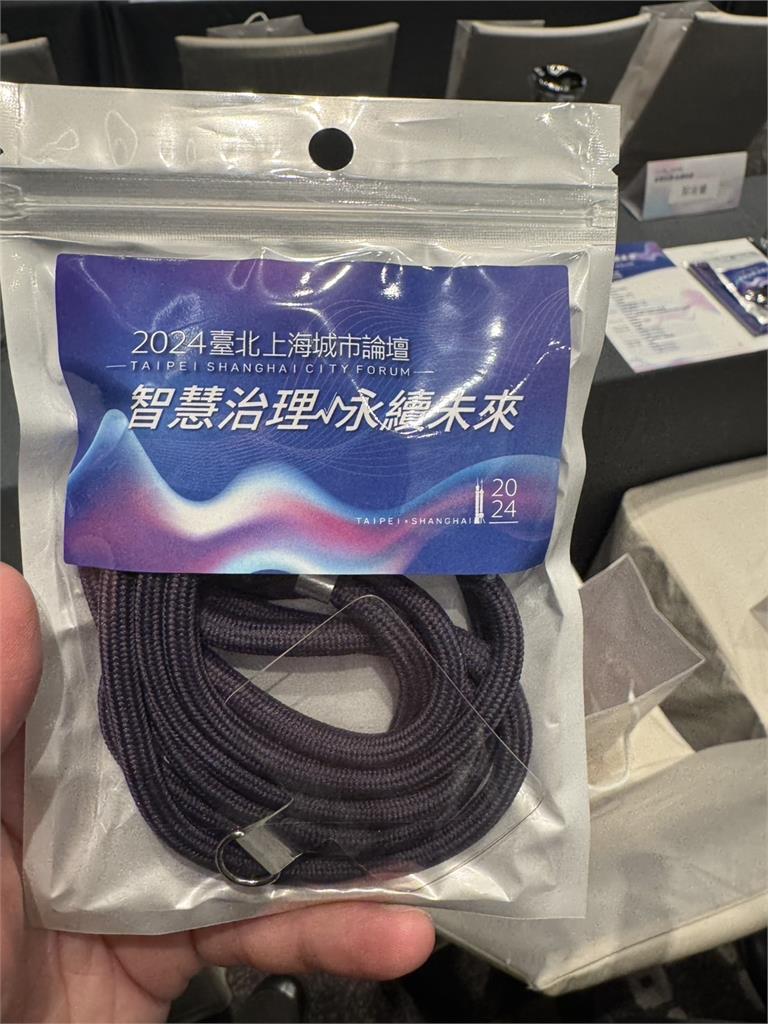 2024臺北上海城市論壇
TAIPEI SHANGHAI CITY FORUM
智慧治理永續未來
20
TAIPEI × SHANGHAI 24